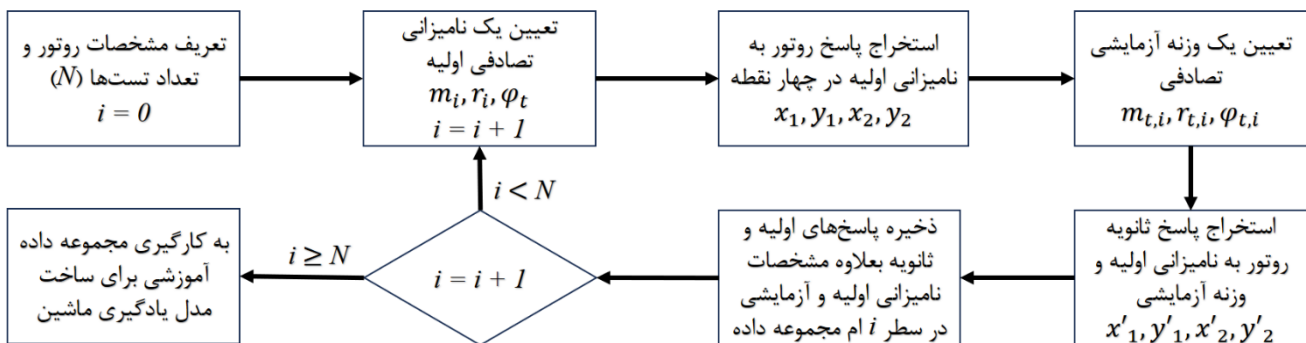 تعریف مشخصات روتور و
تعداد تست‌ها (N)
i = 0
تعیین یک نامیزانی
تصادفی اولیه
m_i, r_i, φ_t
i = i + 1
استخراج پاسخ روتور به
نامیزانی اولیه در چهار نقطه
x_1, y_1, x_2, y_2
تعیین یک وزنه آزمایشی
تصادفی
m_{t,i}, r_{t,i}, φ_{t,i}
استخراج پاسخ ثانویه
روتور به نامیزانی اولیه و
وزنه آزمایشی
x'_1, y'_1, x'_2, y'_2
ذخیره پاسخ‌های اولیه و
ثانویه بعلاوه مشخصات
نامیزانی اولیه و آزمایشی
در سطر i ام مجموعه داده
i = i + 1
i < N
i ≥ N
به کارگیری مجموعه داده
آموزشی برای ساخت
مدل یادگیری ماشین